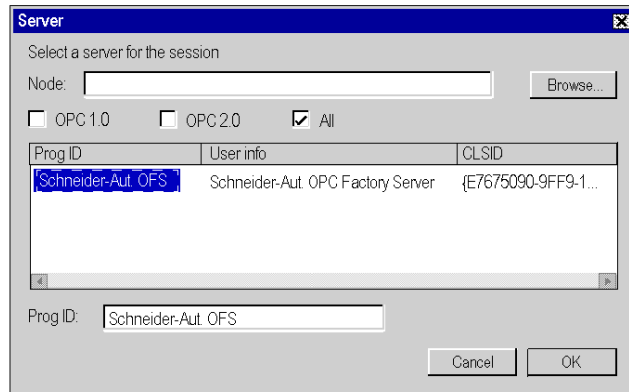 Server
Select a server for the session
Node:
Browse...
OPC 1.0 OPC 2.0 All
Prog ID User info CLSID
Schneider-Aut. OFS Schneider-Aut. OPC Factory Server {E7675090-9FF9-1...
Prog ID: Schneider-Aut. OFS
Cancel OK